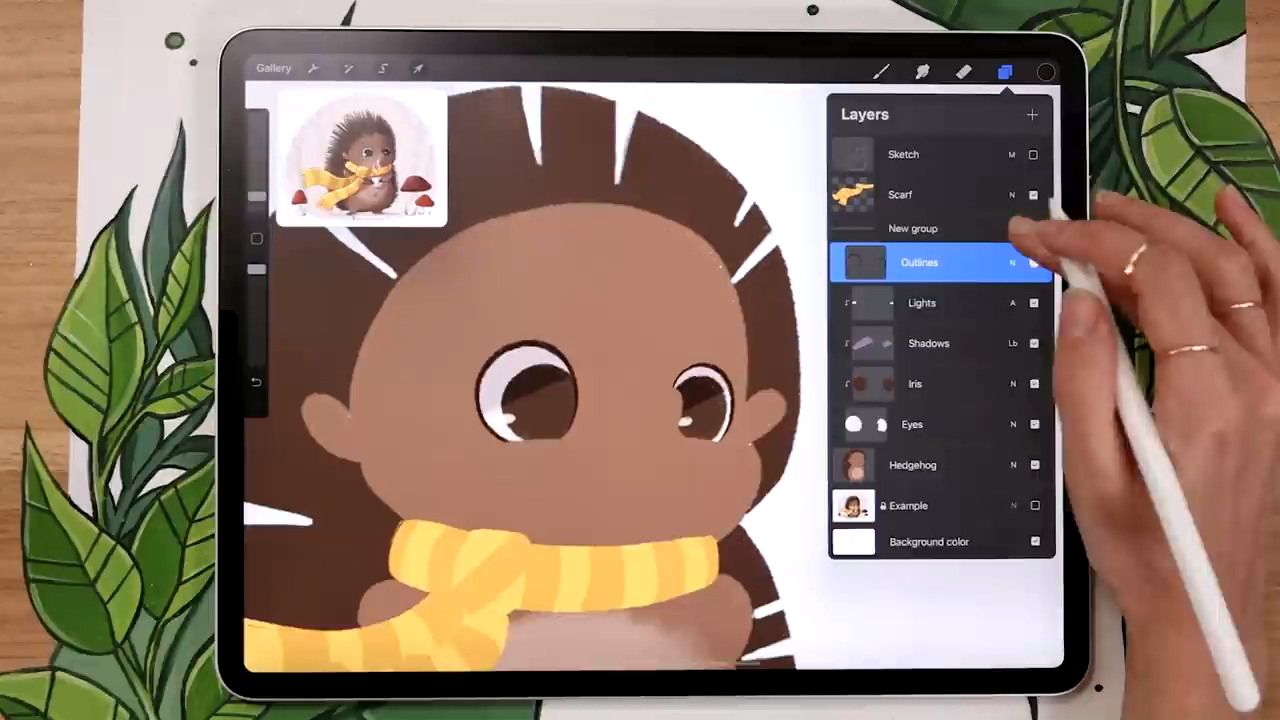 Gallery
Layers
Sketch M
Scarf N
New group
Outlines N
Lights A
Shadows Lb
Iris N
Eyes N
Hedgehog N
Example N
Background color